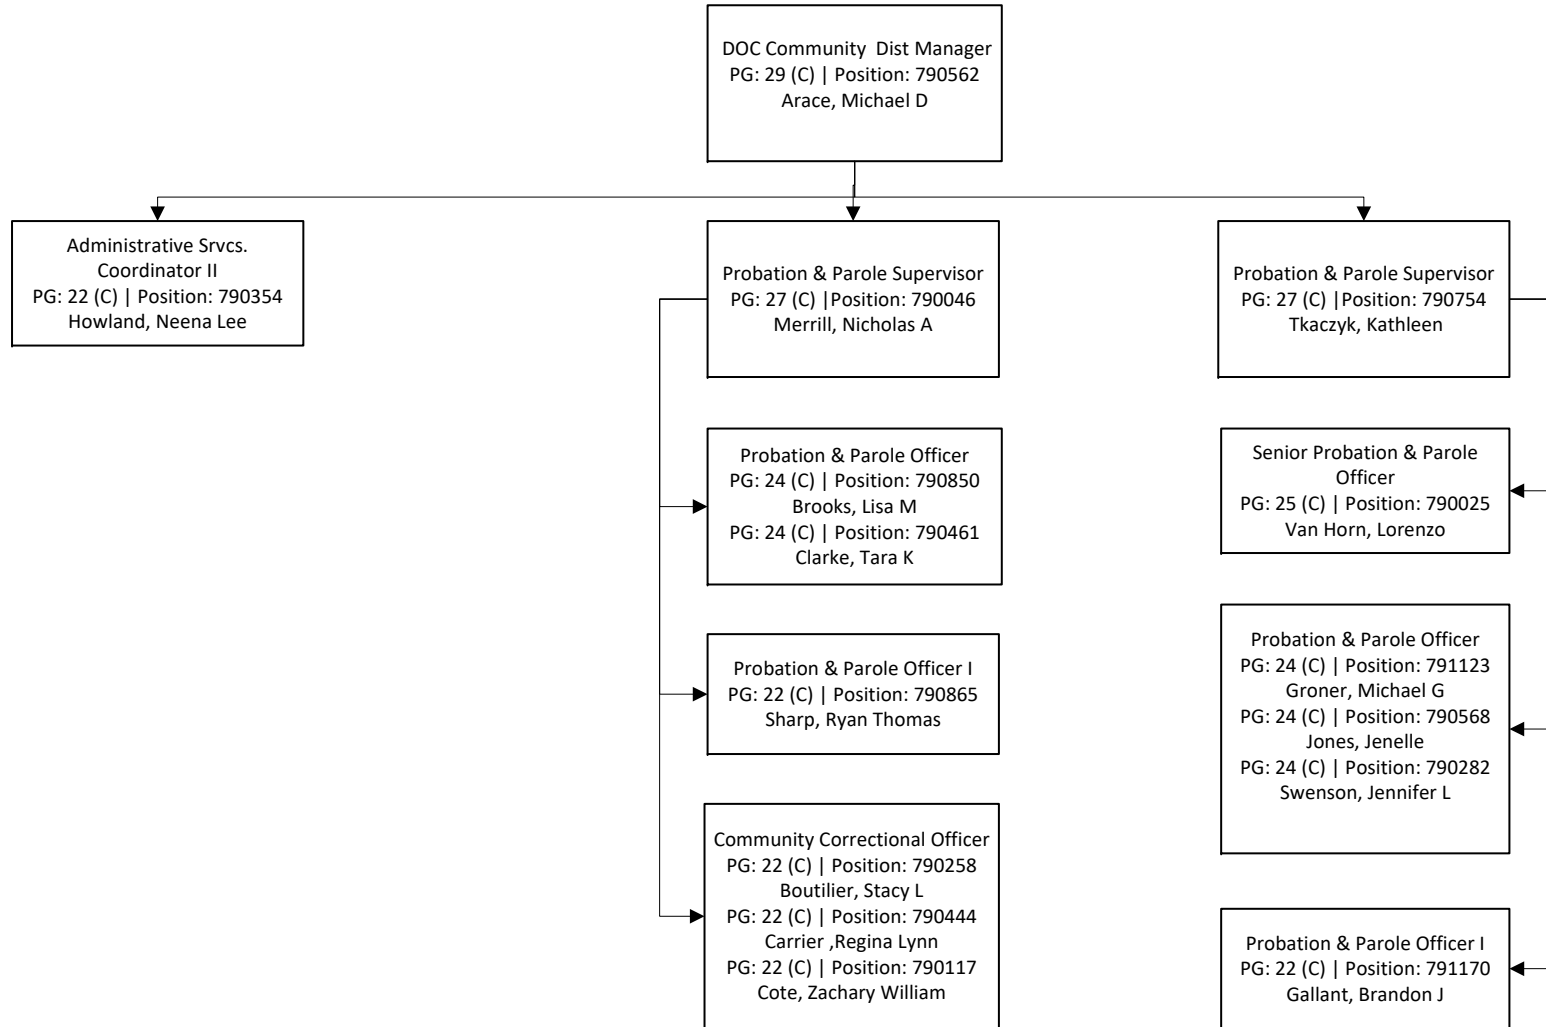 DOC Community  Dist Manager
PG: 29 (C) | Position: 790562
Arace, Michael D
Administrative Srvcs.
Coordinator II
PG: 22 (C) | Position: 790354
Howland, Neena Lee
Probation & Parole Supervisor
PG: 27 (C) |Position: 790046
Merrill, Nicholas A
Probation & Parole Supervisor
PG: 27 (C) |Position: 790754
Tkaczyk, Kathleen
Probation & Parole Officer
PG: 24 (C) | Position: 790850
Brooks, Lisa M
PG: 24 (C) | Position: 790461
Clarke, Tara K
Senior Probation & Parole
Officer
PG: 25 (C) | Position: 790025
Van Horn, Lorenzo
Probation & Parole Officer I
PG: 22 (C) | Position: 790865
Sharp, Ryan Thomas
Probation & Parole Officer
PG: 24 (C) | Position: 791123
Groner, Michael G
PG: 24 (C) | Position: 790568
Jones, Jenelle
PG: 24 (C) | Position: 790282
Swenson, Jennifer L
Community Correctional Officer
PG: 22 (C) | Position: 790258
Boutilier, Stacy L
PG: 22 (C) | Position: 790444
Carrier ,Regina Lynn
PG: 22 (C) | Position: 790117
Cote, Zachary William
Probation & Parole Officer I
PG: 22 (C) | Position: 791170
Gallant, Brandon J